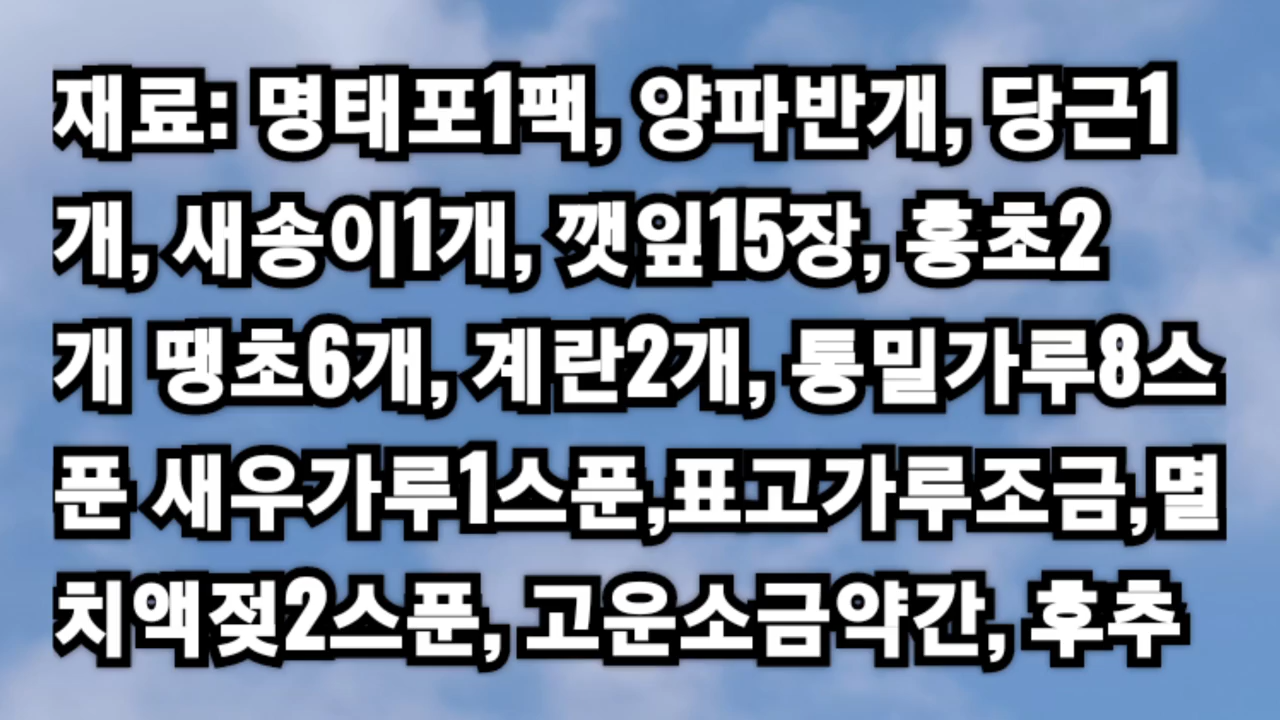 재료: 명태포1팩, 양파반개, 당근1
개, 새송이1개, 깻잎15장, 홍초2
개 땡초6개, 계란2개, 통밀가루8스
푼 새우가루1스푼,표고가루조금,멸
치액젖2스푼, 고운소금약간, 후추